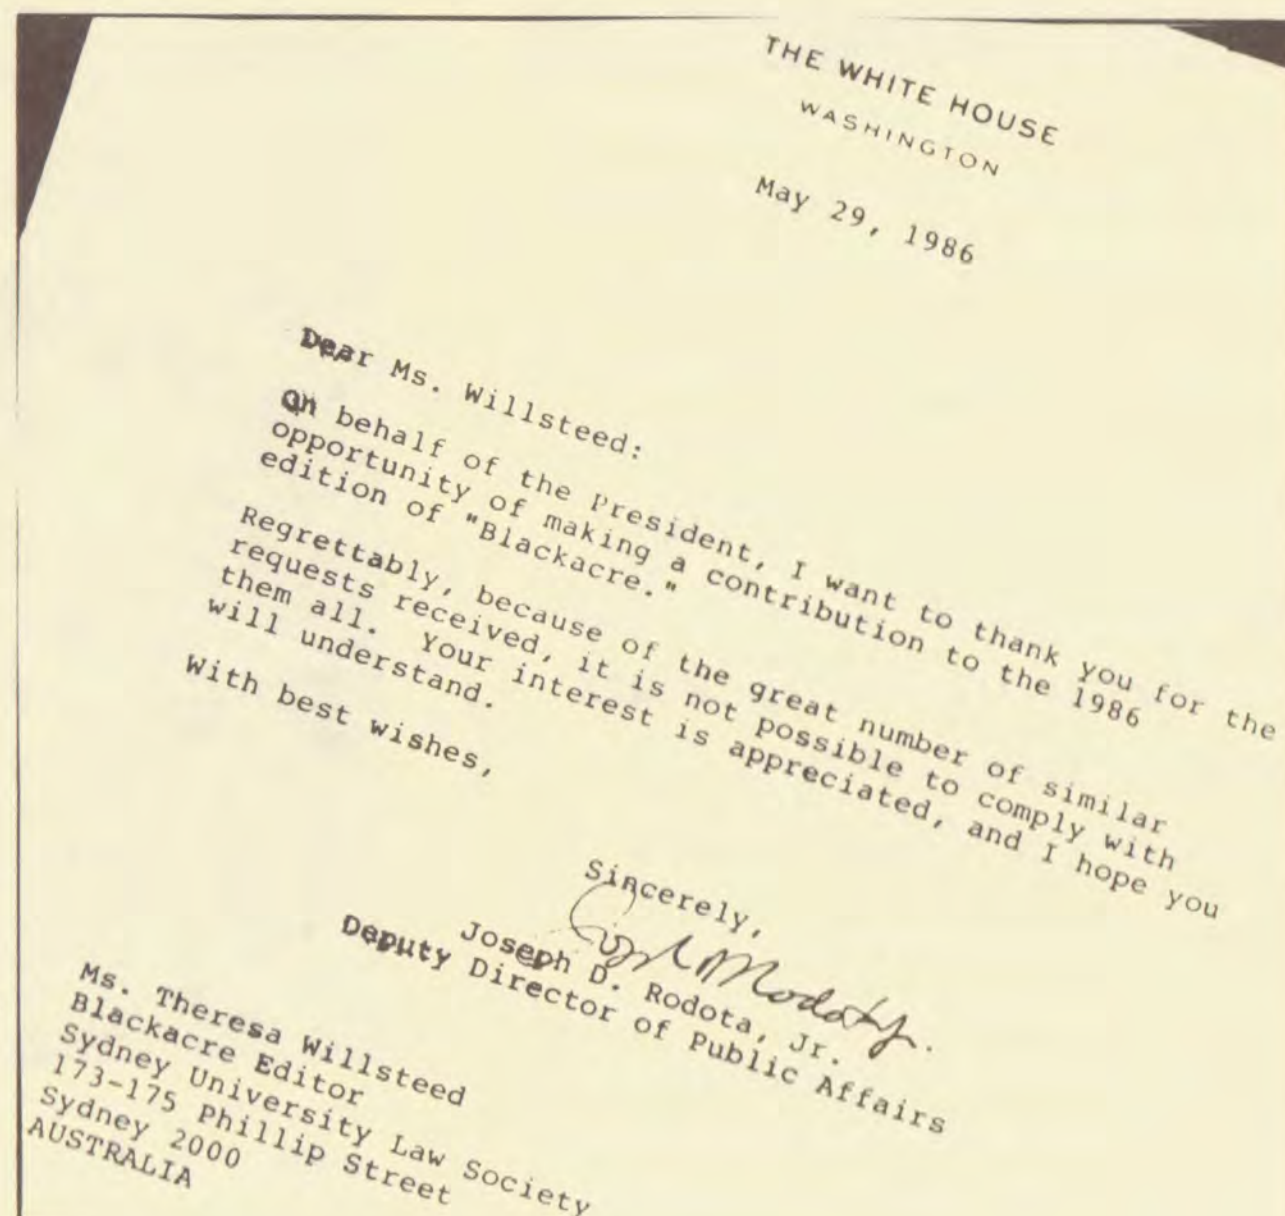 THE WHITE HOUSE
WASHINGTON
May 29, 1986
Dear Ms. Willsteed:
On behalf of the President, I want to thank you for the
opportunity of making a contribution to the 1986
edition of "Blackacre."
Regrettably, because of the great number of similar
requests received, it is not possible to comply with
them all.  Your interest is appreciated, and I hope you
will understand.
With best wishes,
Sincerely,
Joseph D. Rodota, Jr.
Deputy Director of Public Affairs
Ms. Theresa Willsteed
Blackacre Editor
Sydney University Law Society
173-175 Phillip Street
Sydney 2000
AUSTRALIA